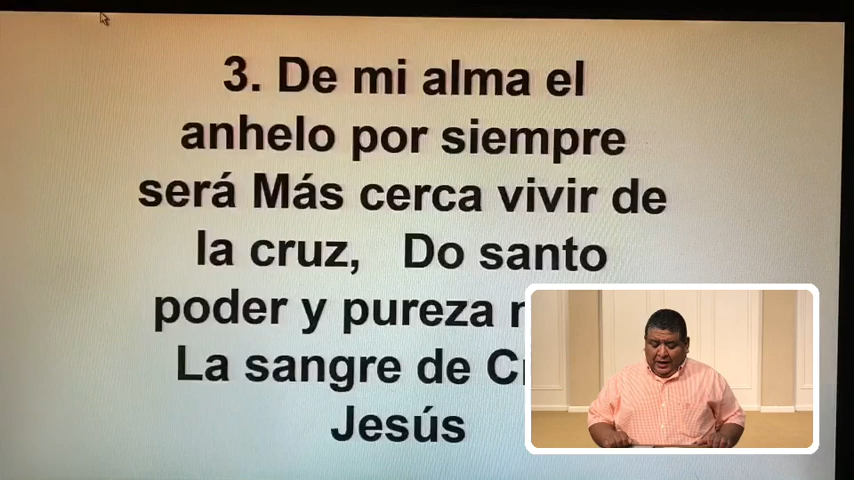 3. De mi alma el
anhelo por siempre
será Más cerca vivir de
la cruz, Do santo
poder y pureza
La sangre de
Jesús